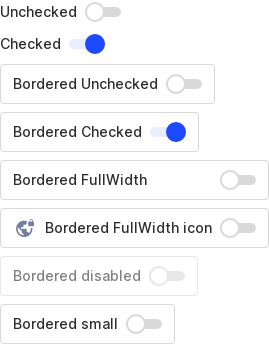 Unchecked
Checked
Bordered Unchecked
Bordered Checked
Bordered FullWidth
Bordered FullWidth icon
Bordered disabled
Bordered small